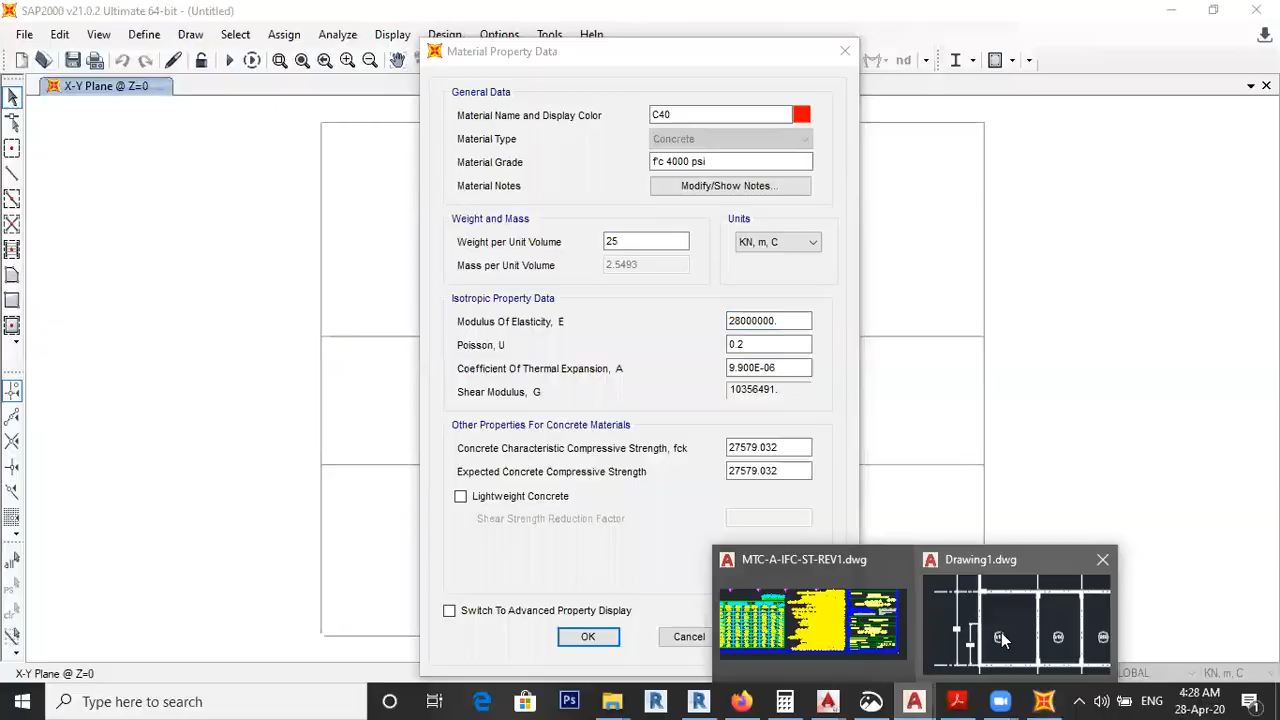 SAP2000 v21.0.2 Ultimate 64-bit - (Untitled)
File Edit View Define Draw Select Assign Analyze Display Design Options Tools Help
Material Property Data
nd
X-Y Plane @ Z=0
General Data
Material Name and Display Color C40
Material Type Concrete
Material Grade f'c 4000 psi
Material Notes Modify/Show Notes...
Weight and Mass Units
Weight per Unit Volume 25 KN, m, C
Mass per Unit Volume 2.5493
Isotropic Property Data
Modulus Of Elasticity, E 28000000.
Poisson, U 0.2
Coefficient Of Thermal Expansion, A 9.900E-06
Shear Modulus, G 10356491.
Other Properties For Concrete Materials
Concrete Characteristic Compressive Strength, fck 27579.032
Expected Concrete Compressive Strength 27579.032
Lightweight Concrete
Shear Strength Reduction Factor
MTC-A-IFC-ST-REV1.dwg Drawing1.dwg
Switch To Advanced Property Display
OK Cancel
X-Y Plane @ Z=0 GLOBAL KN, m, C
Type here to search
ENG
4:28 AM
28-Apr-20